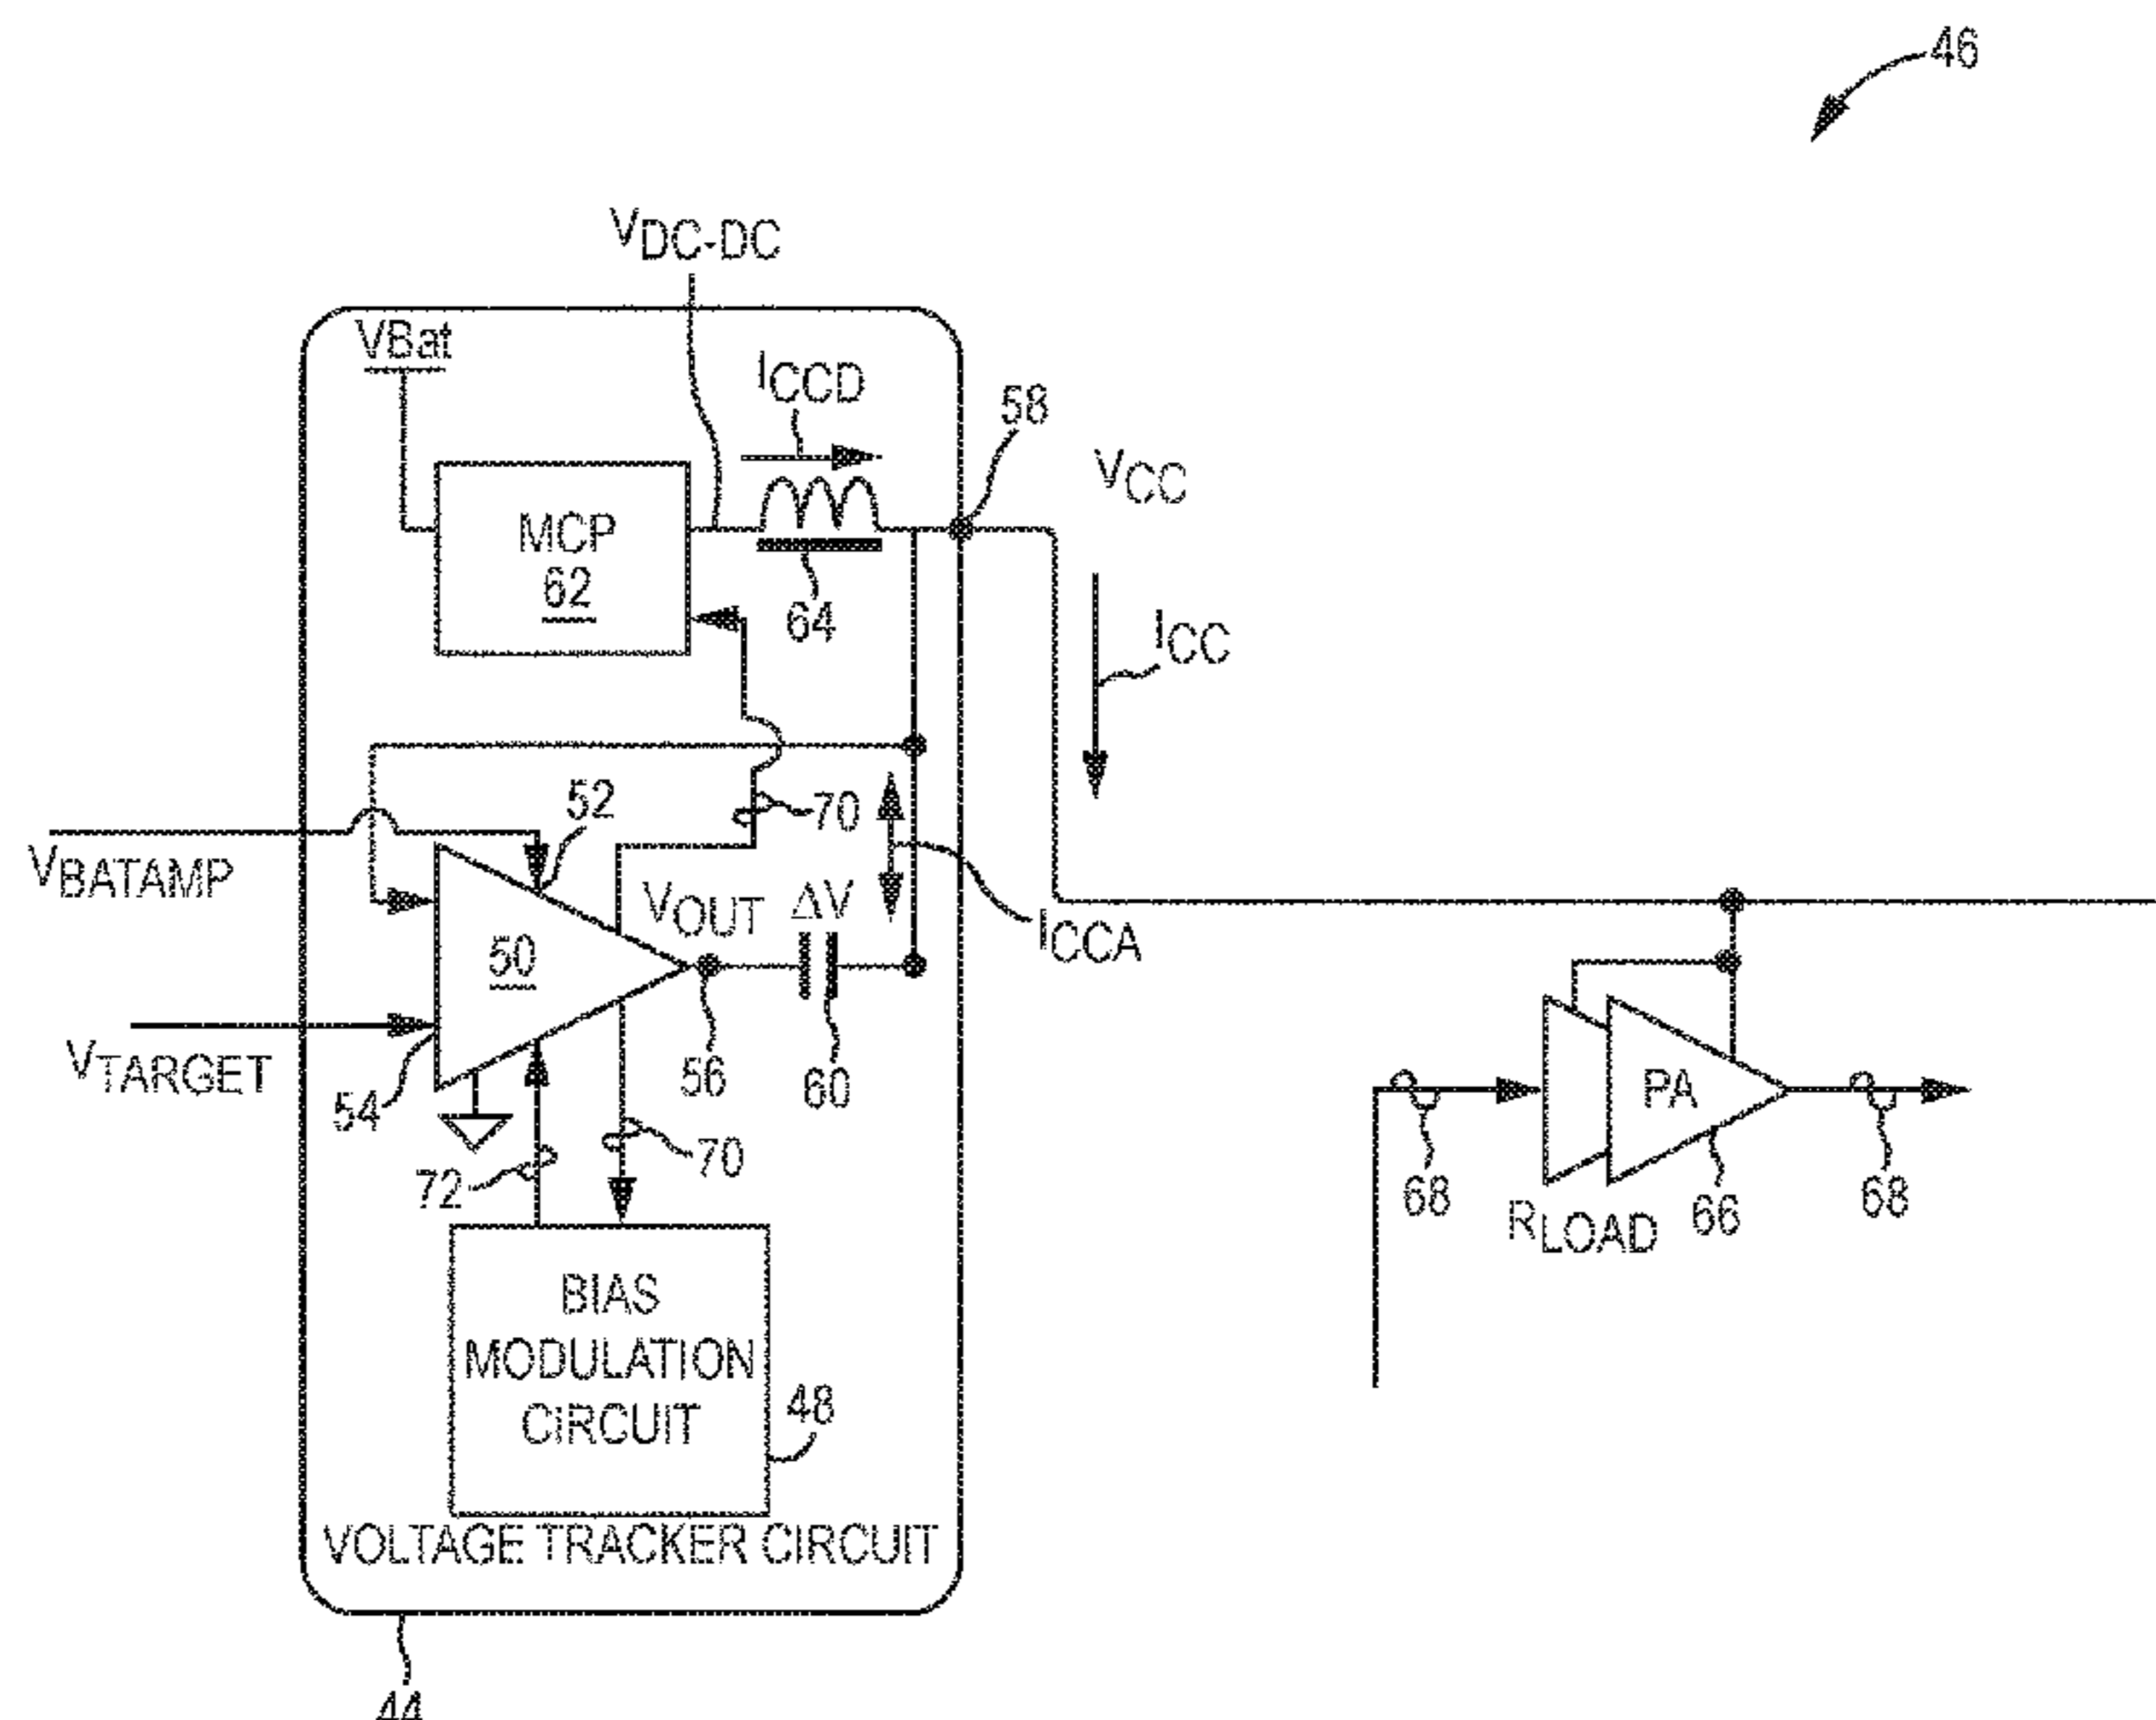 46
VDC-DC
VBat
ICCD
58
VCC
MCP
62
64
ICC
52
70
VBATAMP
VOUT
ΔV
ICCA
50
VTARGET
54
56
60
PA
72
70
68
RLOAD
66
68
BIAS
MODULATION
CIRCUIT
48
VOLTAGE TRACKER CIRCUIT
44